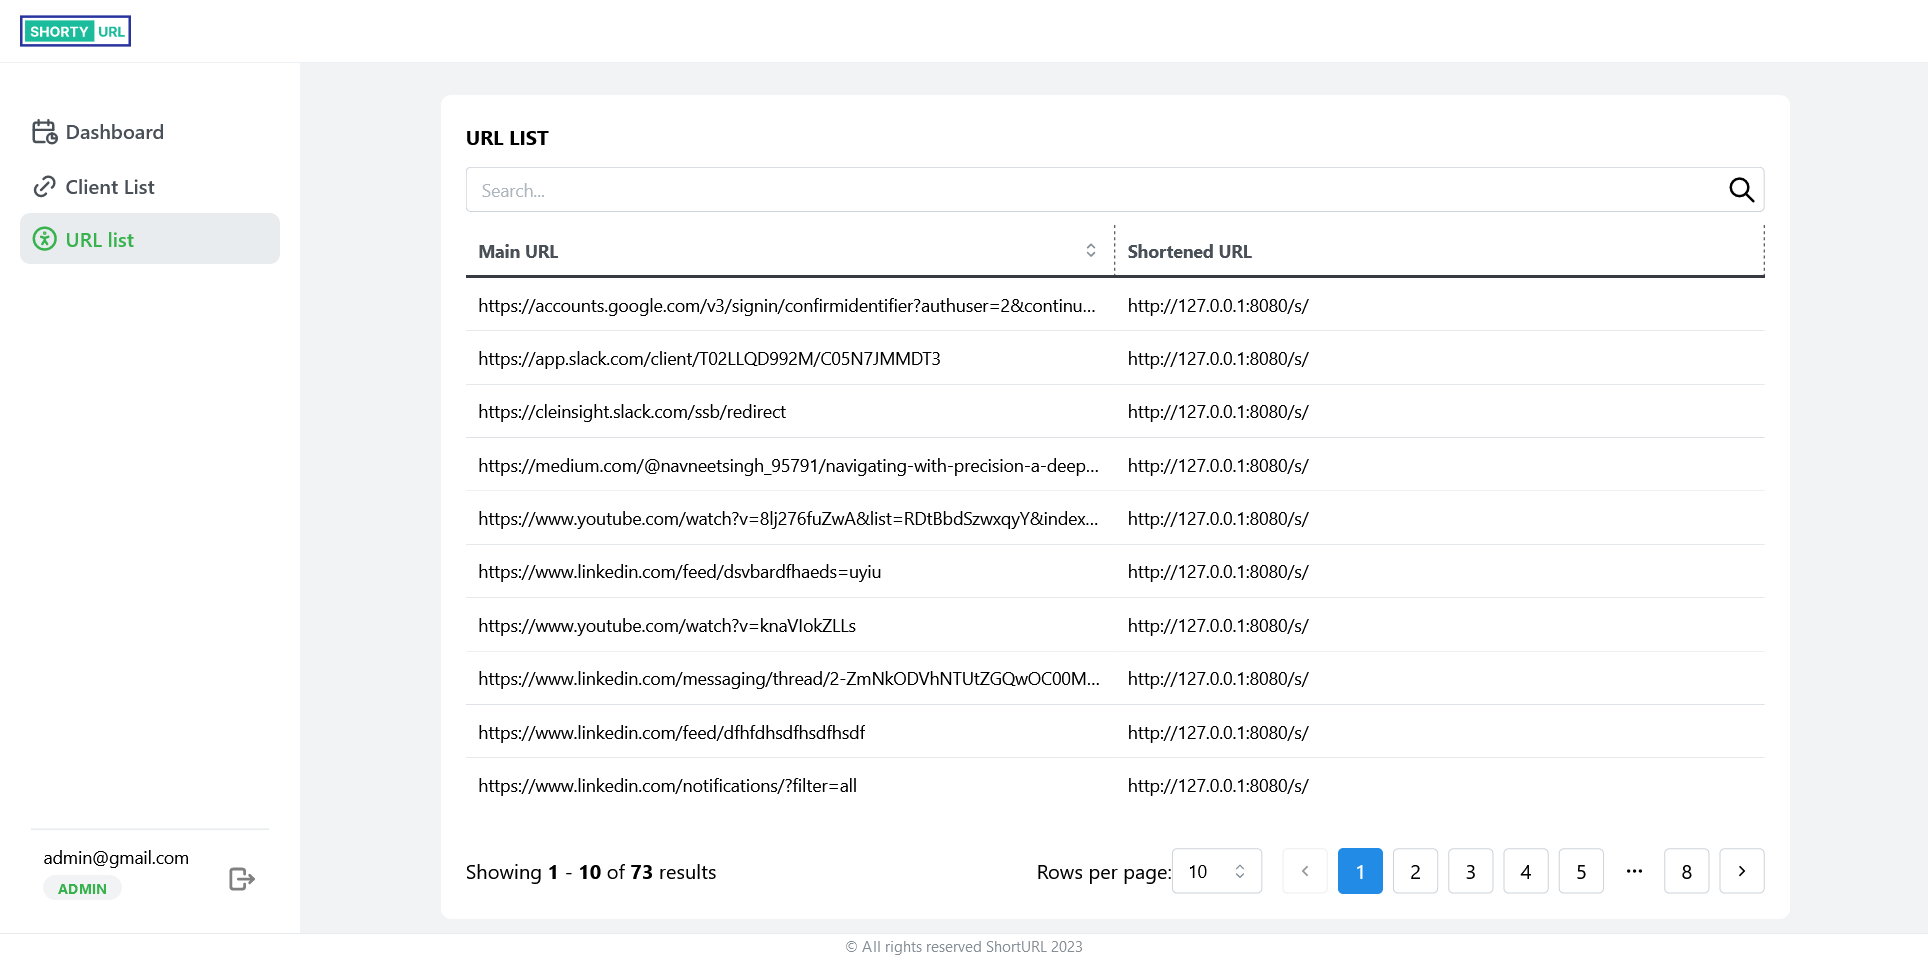 SHORTY URL
Dashboard
Client List
URL list
URL LIST
Search...
Main URL Shortened URL
https://accounts.google.com/v3/signin/confirmidentifier?authuser=2&continu... http://127.0.0.1:8080/s/
https://app.slack.com/client/T02LLQD992M/C05N7JMMDT3 http://127.0.0.1:8080/s/
https://cleinsight.slack.com/ssb/redirect http://127.0.0.1:8080/s/
https://medium.com/@navneetsingh_95791/navigating-with-precision-a-deep... http://127.0.0.1:8080/s/
https://www.youtube.com/watch?v=8lj276fuZwA&list=RDtBbdSzwxqyY&index... http://127.0.0.1:8080/s/
https://www.linkedin.com/feed/dsvbardfhaeds=uyiu http://127.0.0.1:8080/s/
https://www.youtube.com/watch?v=knaVIokZLLs http://127.0.0.1:8080/s/
https://www.linkedin.com/messaging/thread/2-ZmNkODVhNTUtZGQwOC00M... http://127.0.0.1:8080/s/
https://www.linkedin.com/feed/dfhfdhsdfhsdfhsdf http://127.0.0.1:8080/s/
https://www.linkedin.com/notifications/?filter=all http://127.0.0.1:8080/s/
Showing 1 - 10 of 73 results Rows per page: 10 1 2 3 4 5 ... 8
admin@gmail.com
ADMIN
© All rights reserved ShortURL 2023